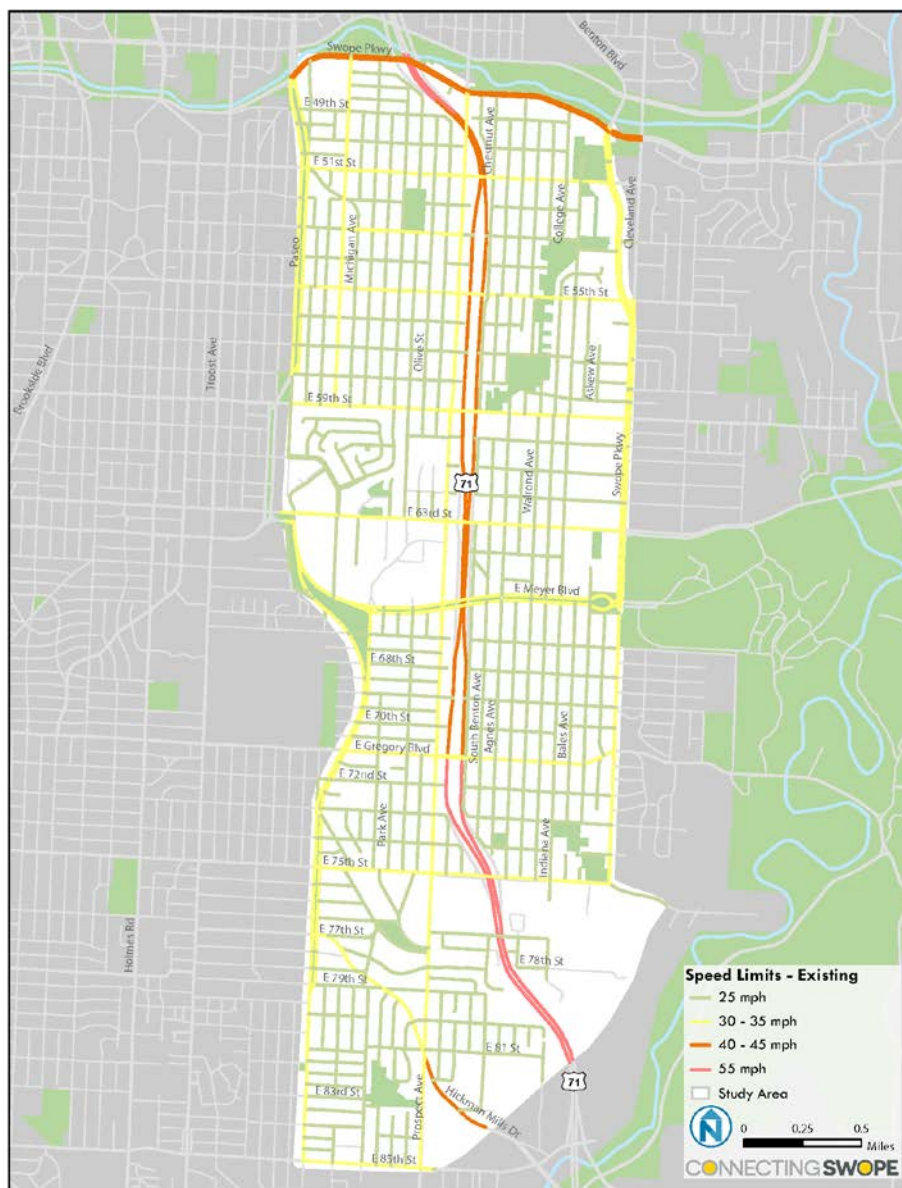 Swope Pkwy
Benton Blvd
E 49th St
Chestnut Ave
E 51st St
College Ave
Cleveland Ave
Paseo
Michigan Ave
E 55th St
Brookside Blvd
Troost Ave
Olive St
Askew Ave
E 59th St
71
Walrond Ave
Swope Pkwy
E 63rd St
E Meyer Blvd
E 68th St
South Benton Ave
Agnes Ave
E 70th St
E Gregory Blvd
Bales Ave
E 72nd St
Park Ave
Indiana Ave
E 75th St
Holmes Rd
E 77th St
E 78th St
E 79th St
E 81 St
71
E 83rd St
Prospect Ave
Hickman Mills Dr
E 85th St
Speed Limits - Existing
25 mph
30 - 35 mph
40 - 45 mph
55 mph
Study Area
N
0 0.25 0.5
Miles
CONNECTING SWOPE